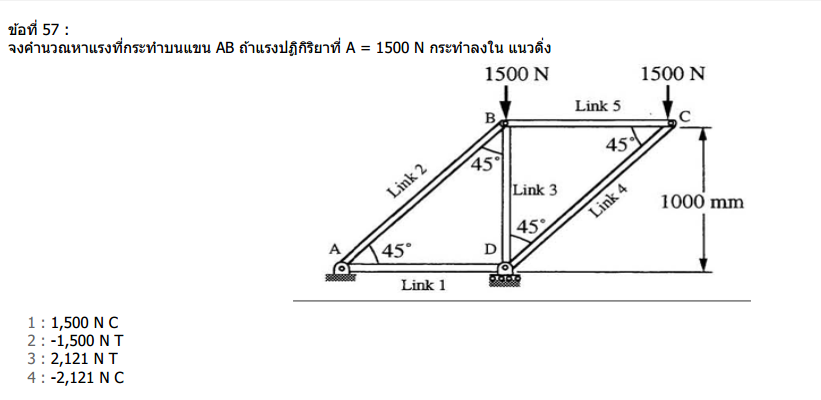 ข้อที่ 57 :
จงคำนวณหาแรงที่กระทำบนแขน AB ถ้าแรงปฏิกิริยาที่ A = 1500 N กระทำลงใน แนวดิ่ง
1500 N
1500 N
Link 5
B
C
45°
45°
Link 2
Link 3
Link 4
1000 mm
45°
A
45°
D
Link 1
1 : 1,500 N C
2 : -1,500 N T
3 : 2,121 N T
4 : -2,121 N C